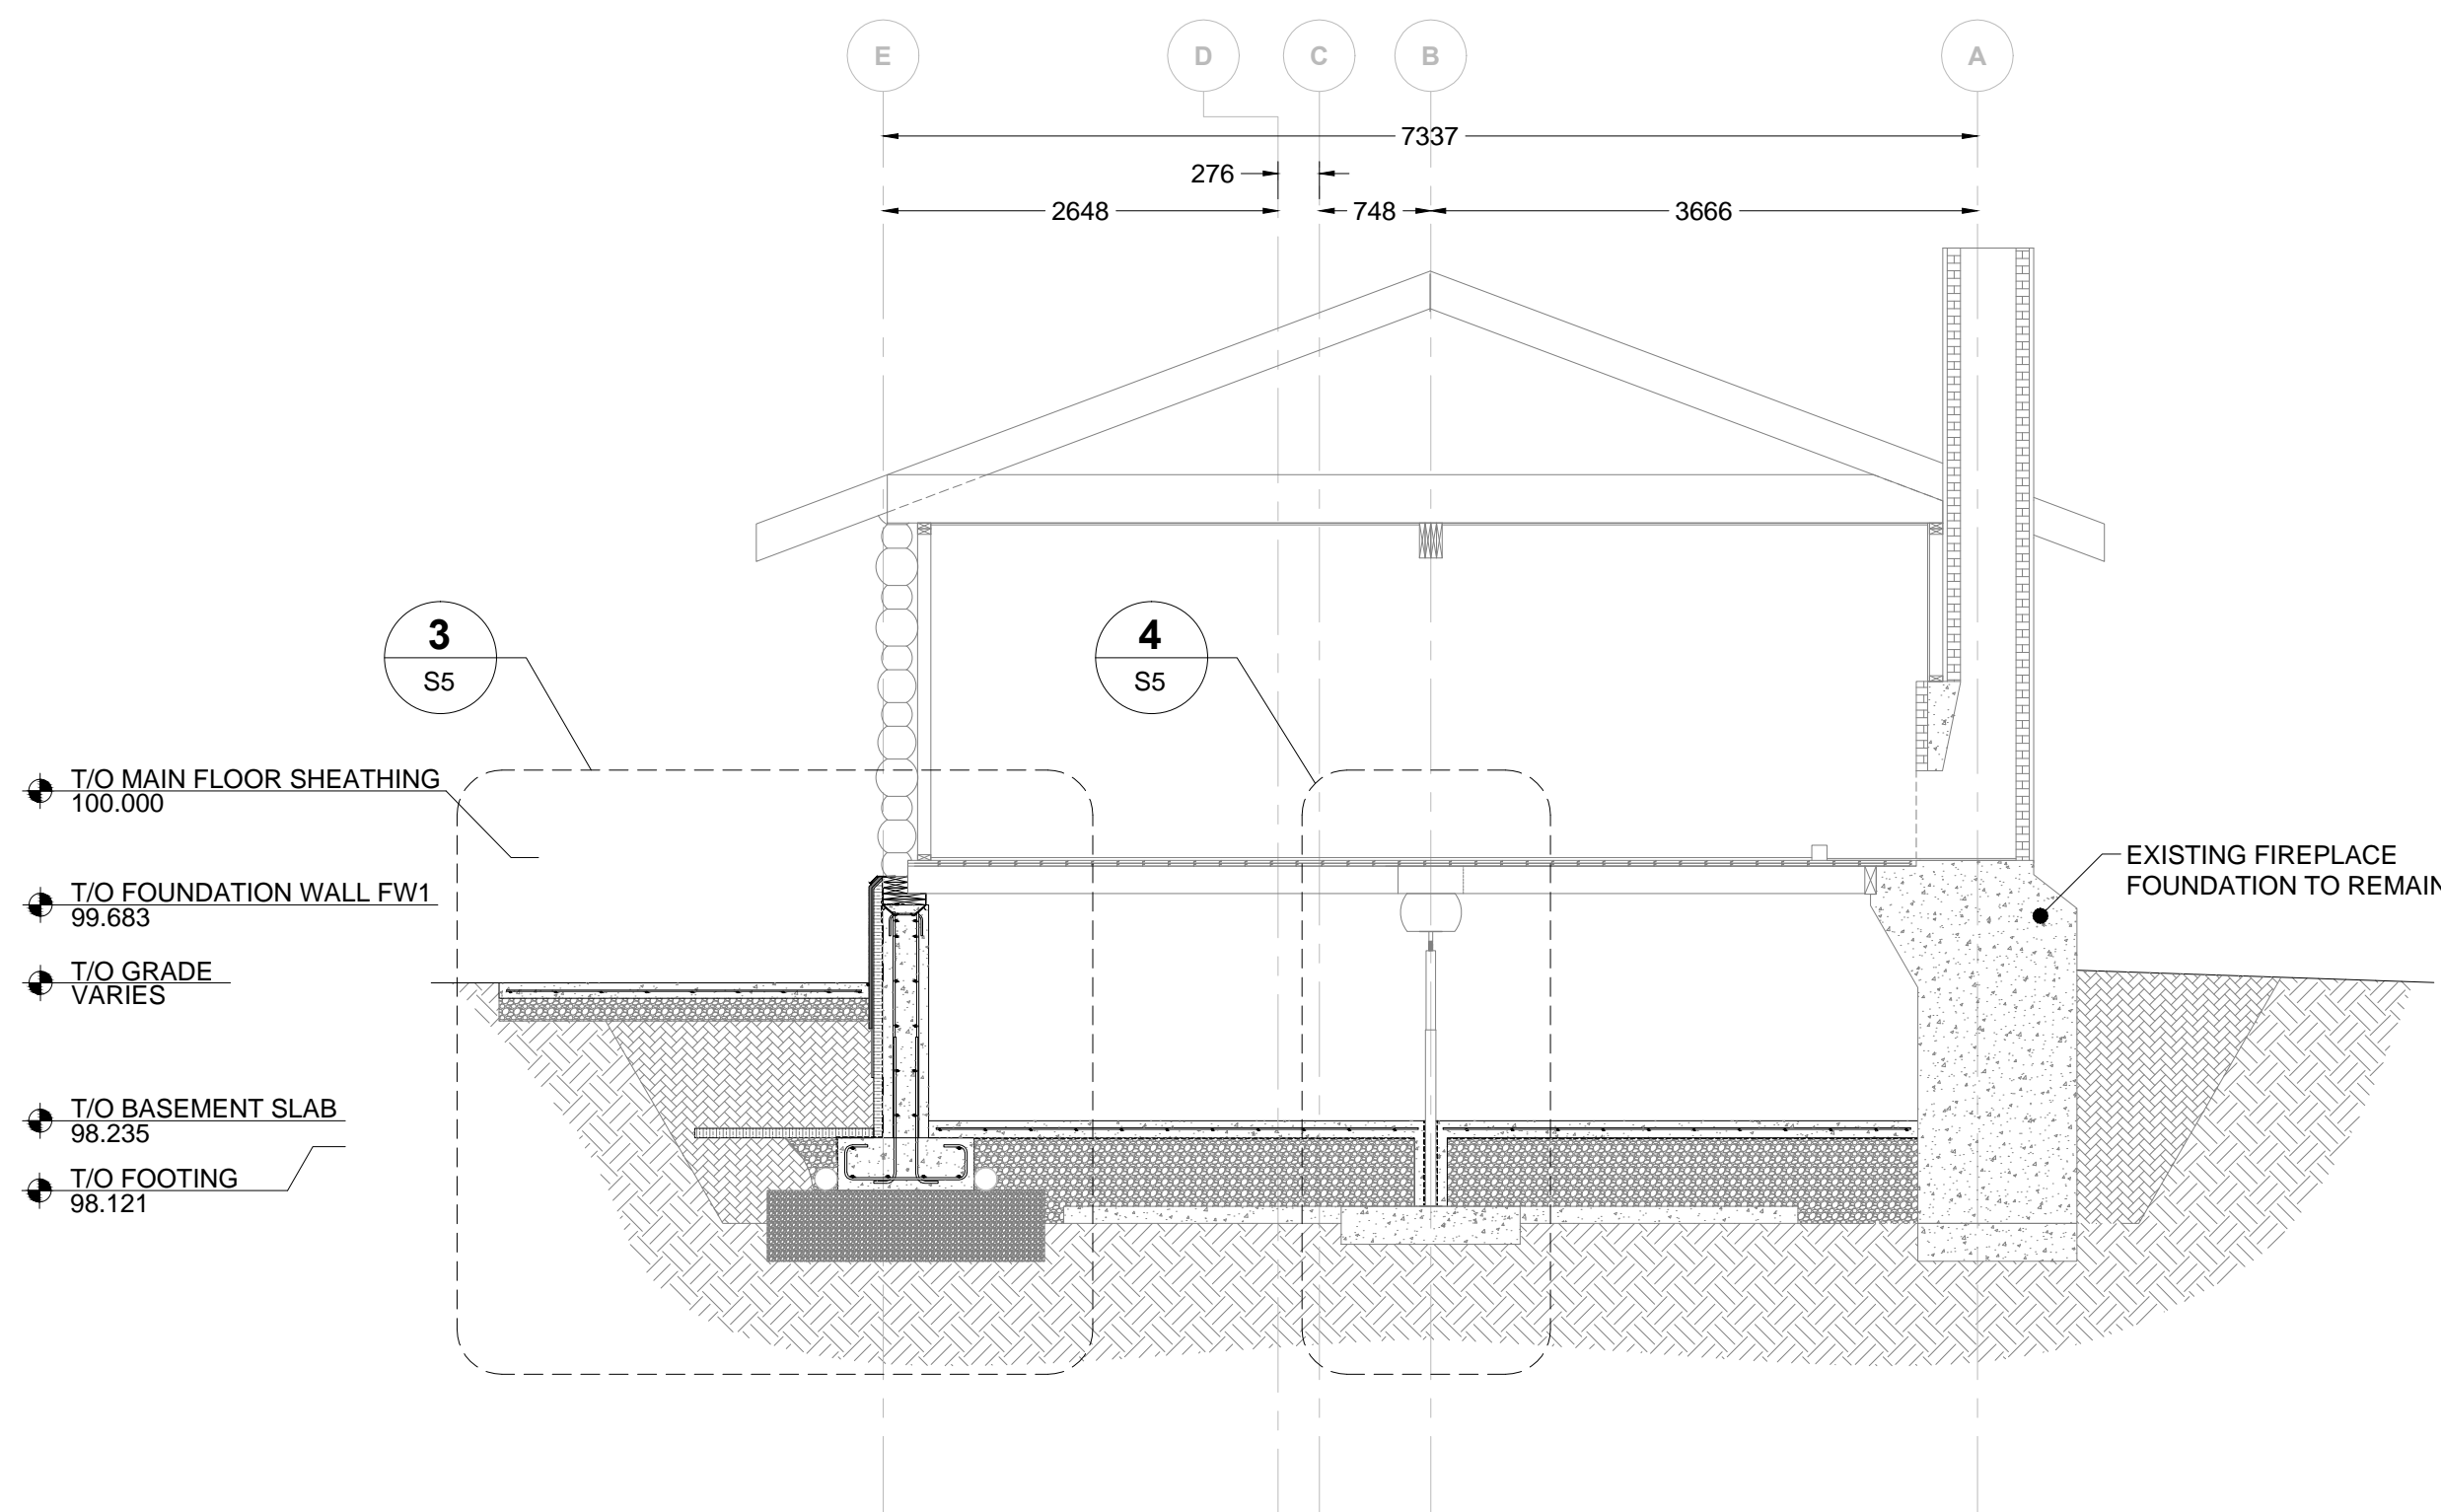 E
D
C
B
A
7337
276
2648
748
3666
3
S5
4
S5
T/O MAIN FLOOR SHEATHING
100.000
T/O FOUNDATION WALL FW1
99.683
T/O GRADE
VARIES
T/O BASEMENT SLAB
98.235
T/O FOOTING
98.121
EXISTING FIREPLACE
FOUNDATION TO REMAIN